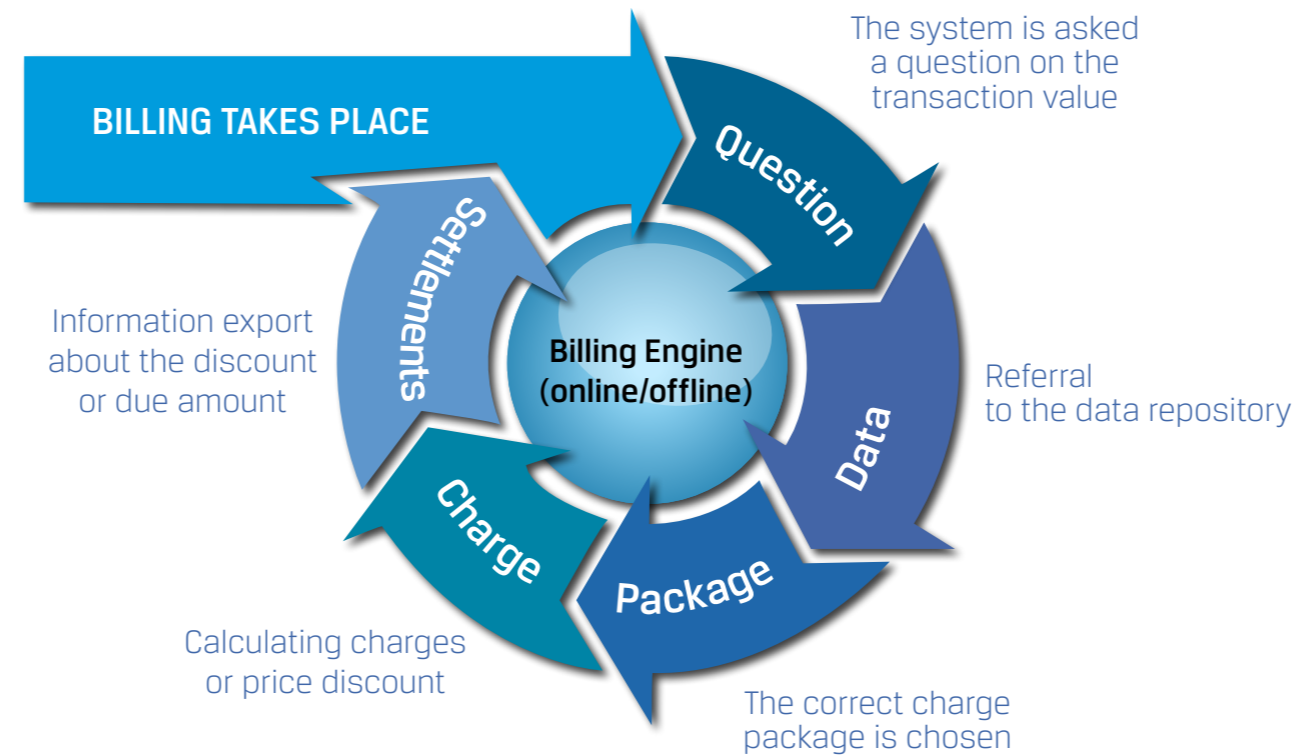 BILLING TAKES PLACE
Question
The system is asked
a question on the
transaction value
Data
Referral
to the data repository
Package
The correct charge
package is chosen
Charge
Calculating charges
or price discount
Settlements
Information export
about the discount
or due amount
Billing Engine
(online/offline)